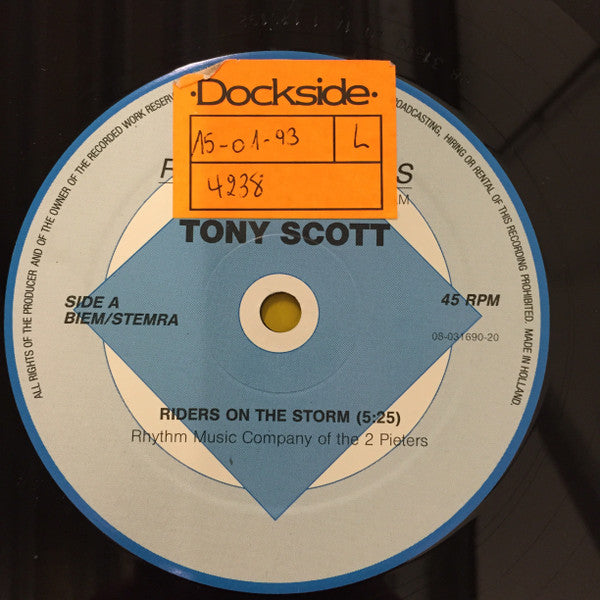 ·Dockside·
15-01-93 L
4238
TONY SCOTT
SIDE A
BIEM/STEMRA
45 RPM
08-031690-20
RIDERS ON THE STORM (5:25)
Rhythm Music Company of the 2 Pieters
ALL RIGHTS OF THE PRODUCER AND OF THE OWNER OF THE RECORDED WORK RESERV
BROADCASTING, HIRING OR RENTAL OF THIS RECORDING PROHIBITED. MADE IN HOLLAND.